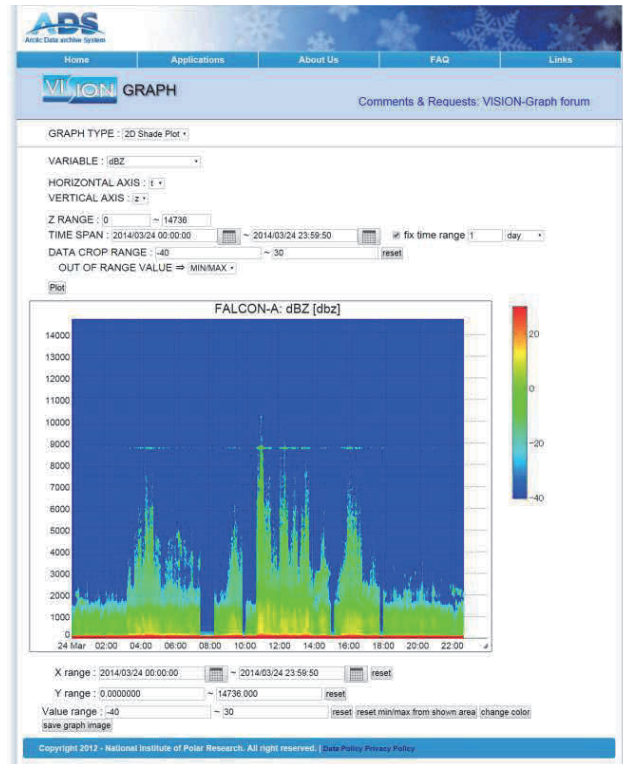 ADS
Arctic Data archive System
Home Applications About Us FAQ Links
VISION GRAPH
Comments & Requests: VISION-Graph forum
GRAPH TYPE : 2D Shade Plot
VARIABLE : dBZ
HORIZONTAL AXIS : t
VERTICAL AXIS : z
Z RANGE : 0 ~ 14736
TIME SPAN : 2014/03/24 00:00:00 ~ 2014/03/24 23:59:50 fix time range 1 day
DATA CROP RANGE : -40 ~ 30 reset
OUT OF RANGE VALUE ⇒ MIN/MAX
Plot
FALCON-A: dBZ [dbz]
14000
13000
12000
11000
10000
9000
8000
7000
6000
5000
4000
3000
2000
1000
0
24 Mar 02:00 04:00 06:00 08:00 10:00 12:00 14:00 16:00 18:00 20:00 22:00
20
0
-20
-40
X range : 2014/03/24 00:00:00 ~ 2014/03/24 23:59:50 reset
Y range : 0.0000000 ~ 14736.000 reset
Value range : -40 ~ 30 reset reset min/max from shown area change color
save graph image
Copyright 2012 - National Institute of Polar Research. All right reserved. | Data Policy Privacy Policy